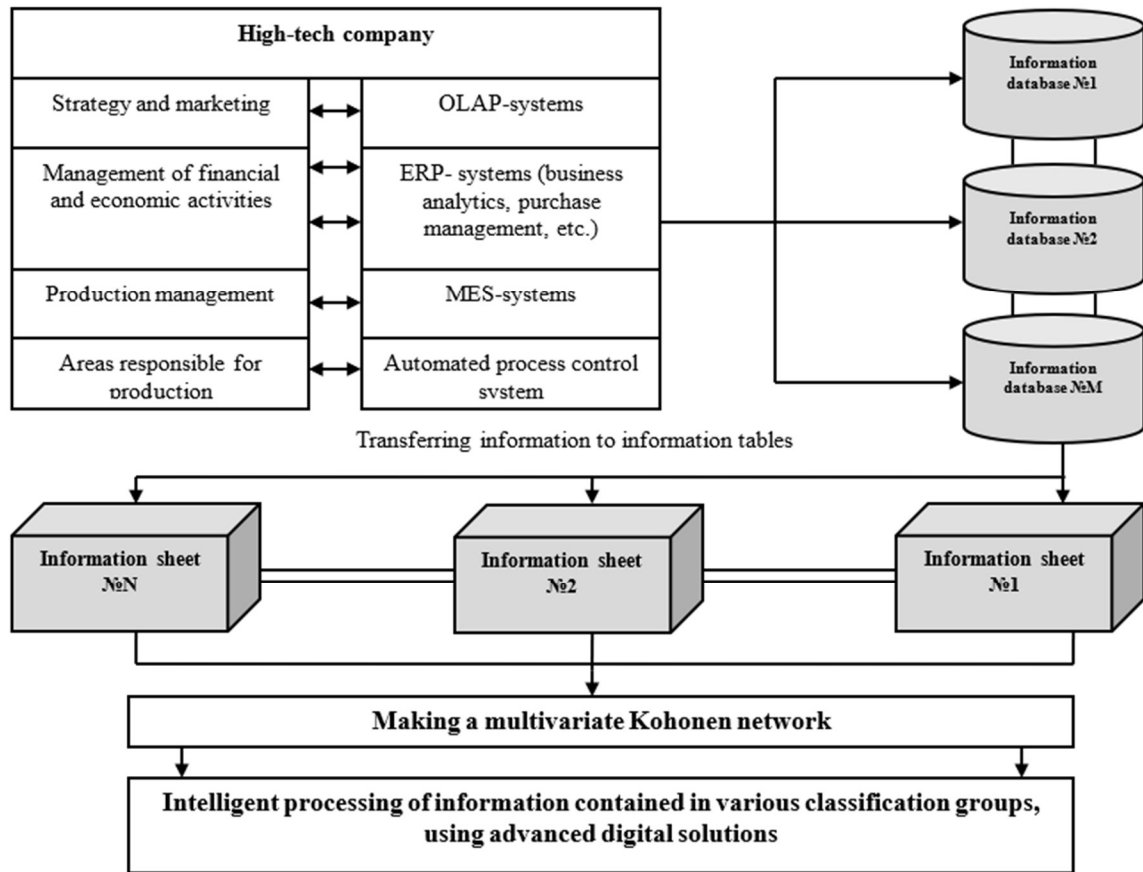 High-tech company
Strategy and marketing
OLAP-systems
Management of financial
and economic activities
ERP- systems (business
analytics, purchase
management, etc.)
Production management
MES-systems
Areas responsible for
production
Automated process control
system
Information
database №1
Information
database №2
Information
database №M
Transferring information to information tables
Information sheet
№N
Information sheet
№2
Information sheet
№1
Making a multivariate Kohonen network
Intelligent processing of information contained in various classification groups,
using advanced digital solutions